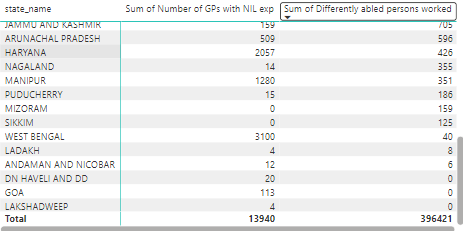 state_name Sum of Number of GPs with NIL exp Sum of Differently abled persons worked
JAMMU AND KASHMIR 159 705
ARUNACHAL PRADESH 509 596
HARYANA 2057 426
NAGALAND 14 355
MANIPUR 1280 351
PUDUCHERRY 15 186
MIZORAM 0 159
SIKKIM 0 125
WEST BENGAL 3100 40
LADAKH 4 8
ANDAMAN AND NICOBAR 12 6
DN HAVELI AND DD 20 0
GOA 113 0
LAKSHADWEEP 4 0
Total 13940 396421